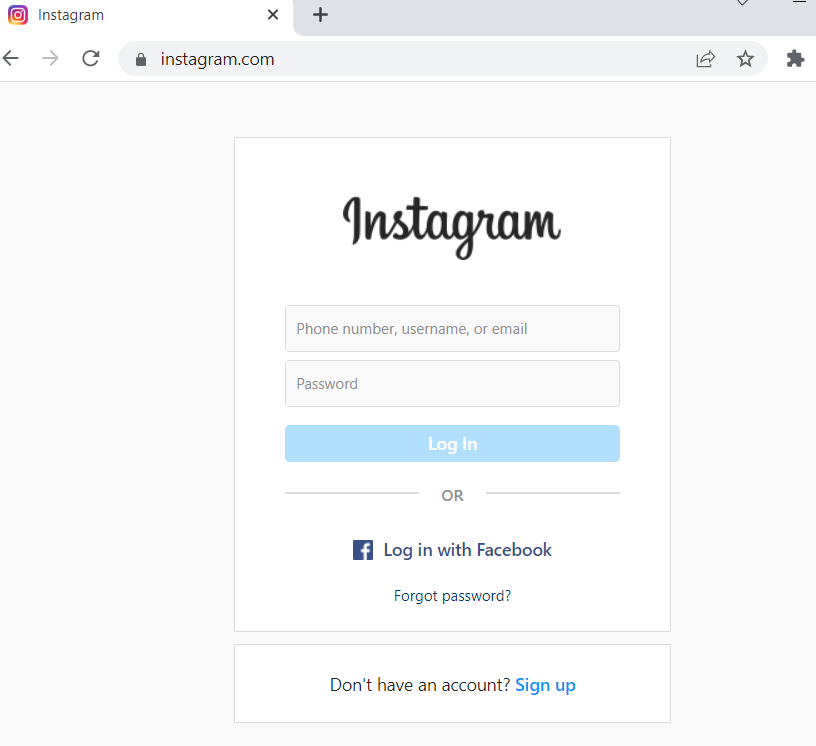 Instagram
instagram.com
Instagram
Phone number, username, or email
Password
Log In
OR
Log in with Facebook
Forgot password?
Don't have an account? Sign up